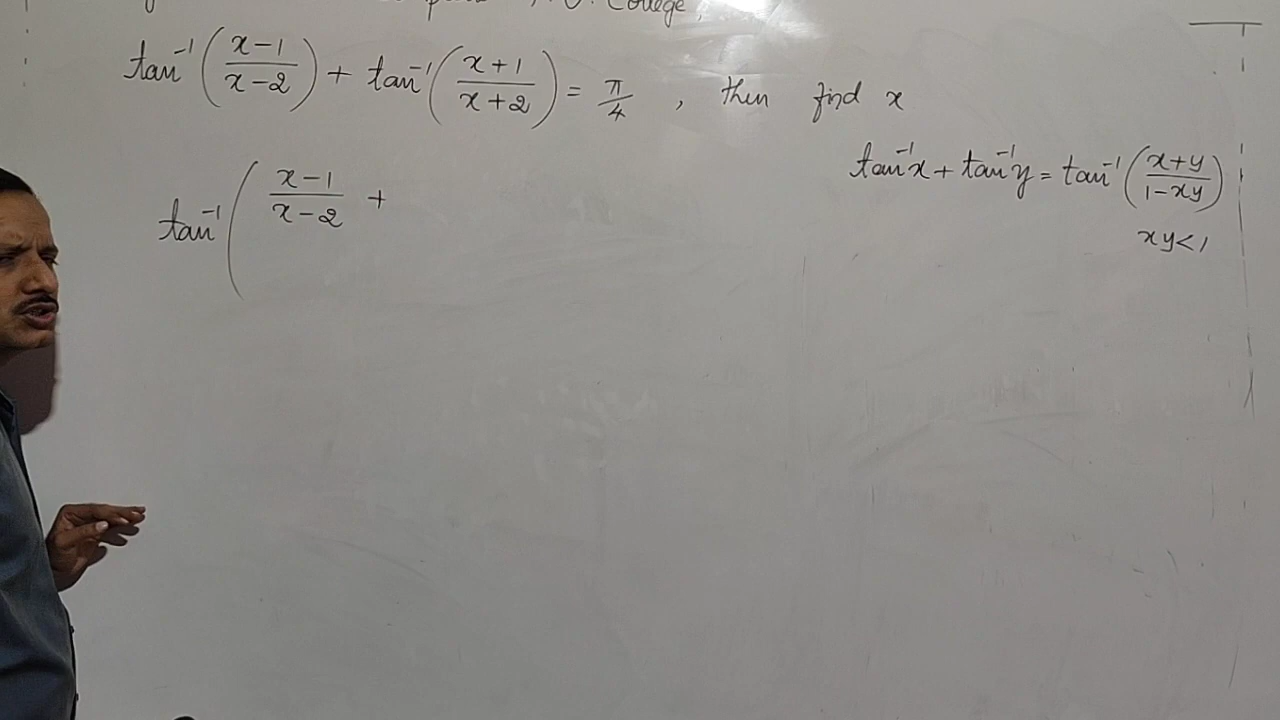 College,
tan⁻¹((x-1)/(x-2)) + tan⁻¹((x+1)/(x+2)) = π/4 , then find x
tan⁻¹x + tan⁻¹y = tan⁻¹((x+y)/(1-xy))
xy<1
tan⁻¹( (x-1)/(x-2) +